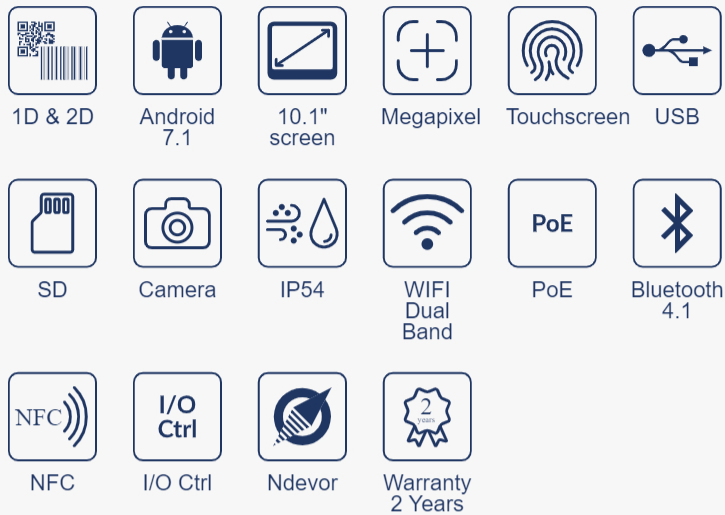 1D & 2D
Android
7.1
10.1"
screen
Megapixel
Touchscreen
USB
PoE
SD
Camera
IP54
WIFI
Dual
Band
PoE
Bluetooth
4.1
NFC
I/O
Ctrl
2
years
NFC
I/O Ctrl
Ndevor
Warranty
2 Years